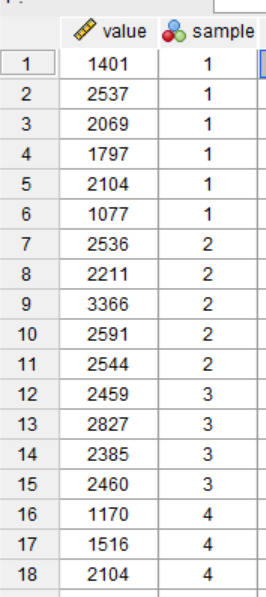 value sample
1 1401 1
2 2537 1
3 2069 1
4 1797 1
5 2104 1
6 1077 1
7 2536 2
8 2211 2
9 3366 2
10 2591 2
11 2544 2
12 2459 3
13 2827 3
14 2385 3
15 2460 3
16 1170 4
17 1516 4
18 2104 4